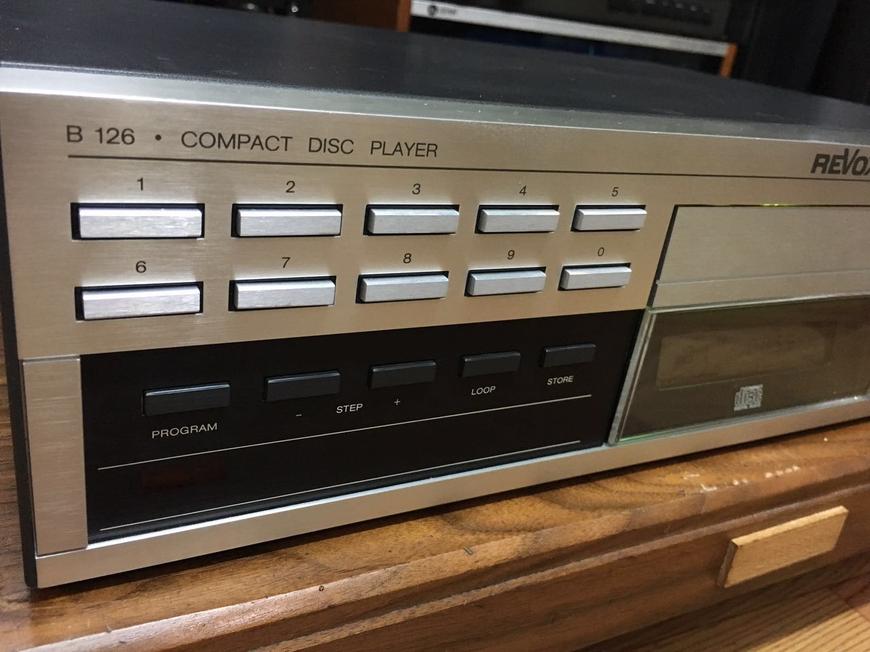 B 126 • COMPACT DISC PLAYER
REVOX
1 2 3 4 5
6 7 8 9 0
PROGRAM
- STEP +
LOOP
STORE